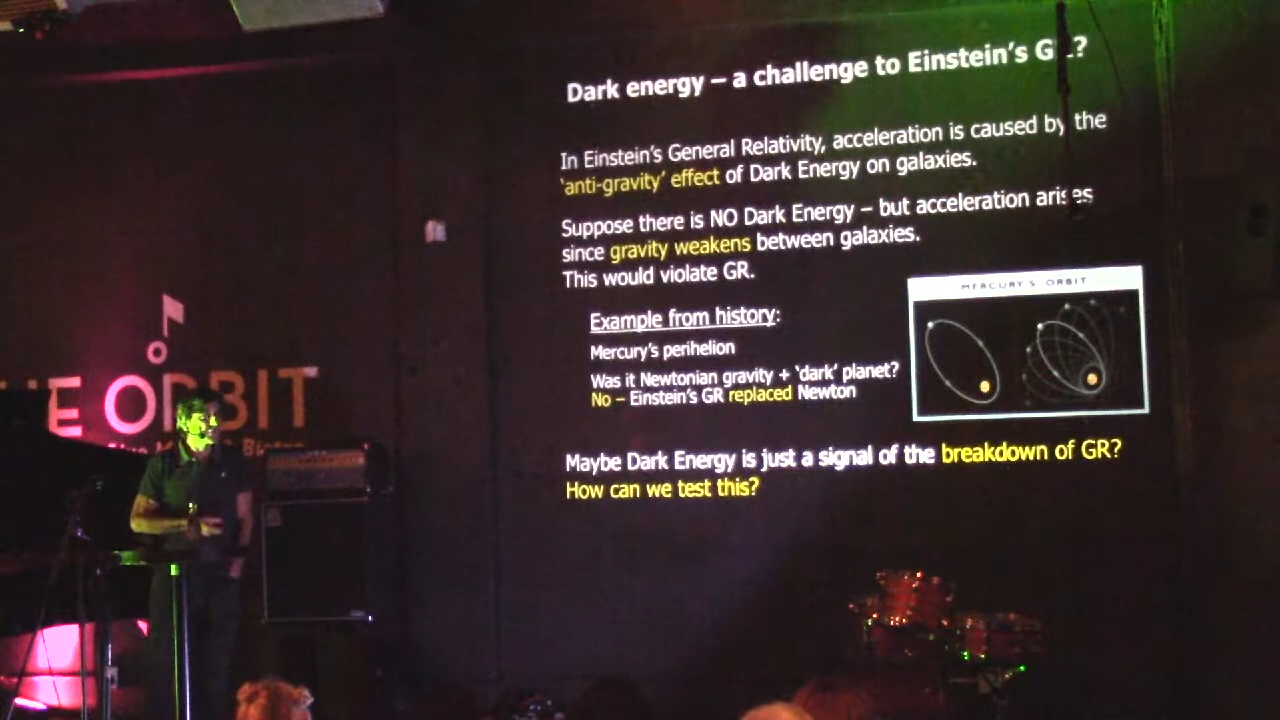 Dark energy – a challenge to Einstein's G ?
In Einstein's General Relativity, acceleration is caused by the
'anti-gravity' effect of Dark Energy on galaxies.
Suppose there is NO Dark Energy – but acceleration arises
since gravity weakens between galaxies.
This would violate GR.
MERCURY'S ORBIT
Example from history:
Mercury's perihelion
Was it Newtonian gravity + 'dark' planet?
No – Einstein's GR replaced Newton
Maybe Dark Energy is just a signal of the breakdown of GR?
How can we test this?
ORBIT